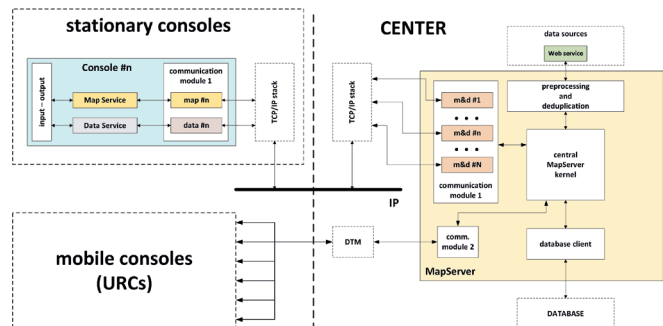 stationary consoles
CENTER
data sources
Web service
Console #n
communication
module 1
input – output
Map Service
map #n
Data Service
data #n
TCP/IP stack
TCP/IP stack
m&d #1
• • •
m&d #n
• • •
m&d #N
communication
module 1
preprocessing
and
deduplication
central
MapServer
kernel
IP
mobile consoles
(URCs)
DTM
comm.
module 2
database client
MapServer
DATABASE